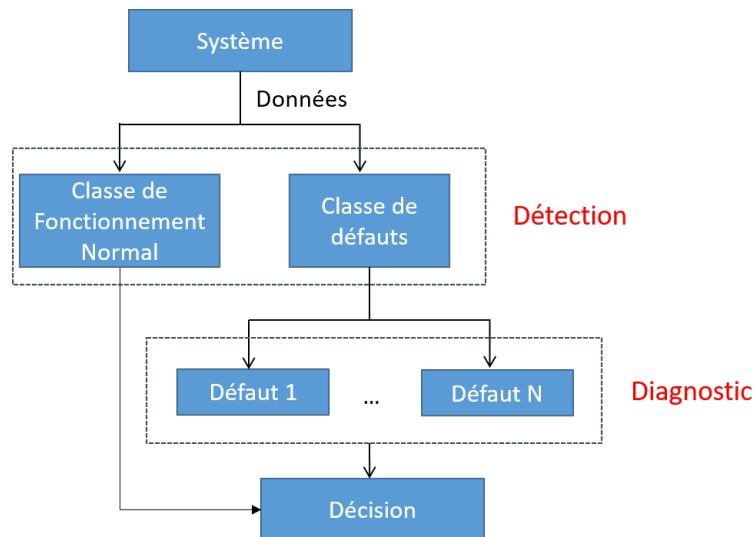 Système
Données
Classe de
Fonctionnement
Normal
Classe de
défauts
Détection
Défaut 1
...
Défaut N
Diagnostic
Décision